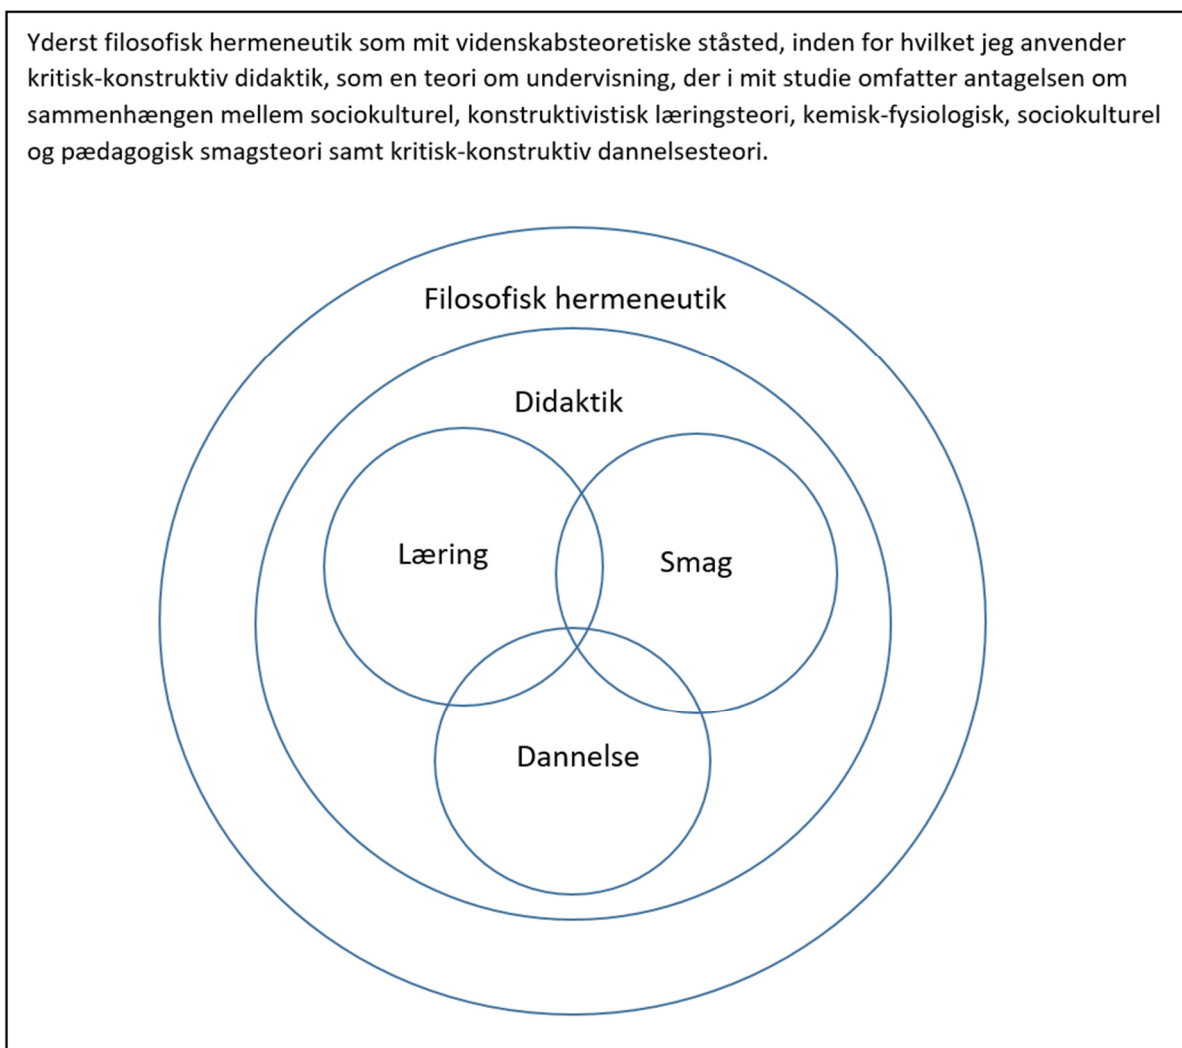 Yderst filosofisk hermeneutik som mit videnskabsteoretiske ståsted, inden for hvilket jeg anvender
kritisk-konstruktiv didaktik, som en teori om undervisning, der i mit studie omfatter antagelsen om
sammenhængen mellem sociokulturel, konstruktivistisk læringsteori, kemisk-fysiologisk, sociokulturel
og pædagogisk smagsteori samt kritisk-konstruktiv dannelsesteori.
Filosofisk hermeneutik
Didaktik
Læring
Smag
Dannelse